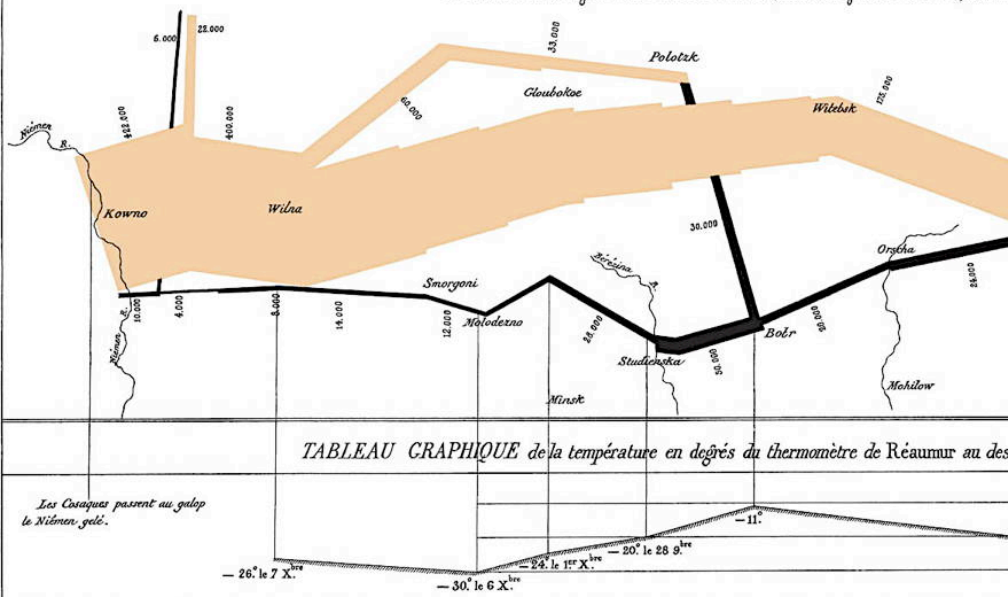 6.000
22.000
33.000
Polotzk
Gloubokoe
60.000
175.000
Witebsk
422.000
400.000
Niémen R.
Kowno
Wilna
30.000
Orscha
Bérézina R.
Smorgoni
10.000
4.000
8.000
14.000
12.000
Molodezno
28.000
20.000
24.000
Bobr
Studienska
50.000
Niémen R.
Minsk
Mohilow
TABLEAU GRAPHIQUE de la température en degrés du thermomètre de Réaumur au des
Les Cosaques passent au galop
le Niémen gelé.
— 11°.
— 20.° le 28 9.bre
— 24.° le 1.er X.bre
— 26.° le 7 X.bre
— 30.° le 6 X.bre